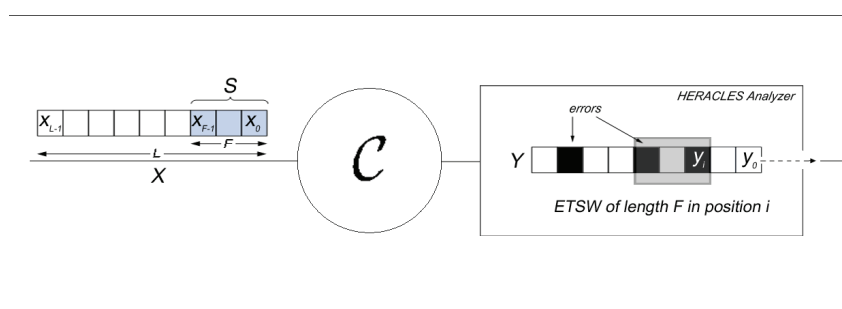 S
HERACLES Analyzer
errors
x_{L-1} x_{F-1} x_0
F
L
X
C
Y y_i y_0
ETSW of length F in position i